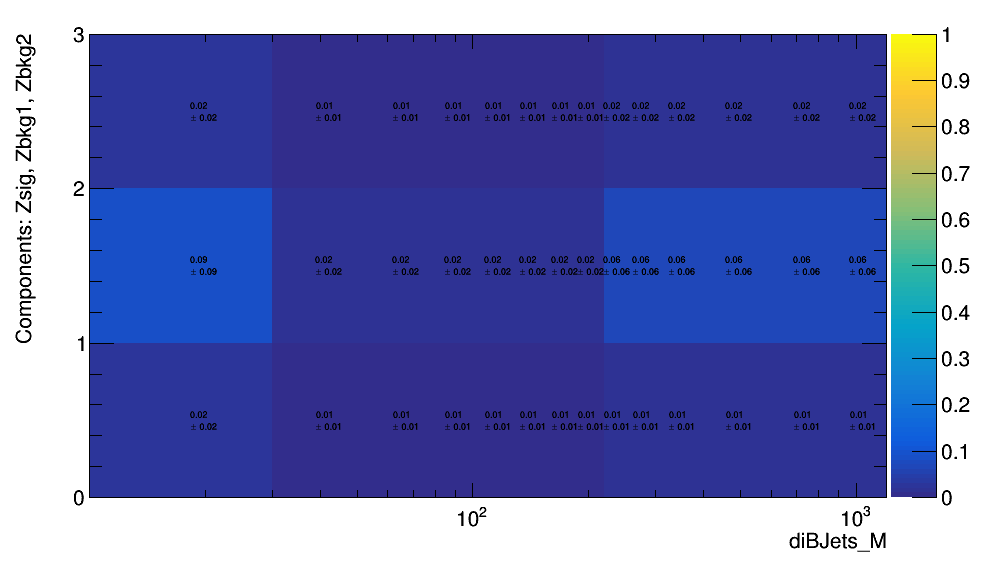 Components: Zsig, Zbkg1, Zbkg2
3
2
1
0
0.02 0.01 0.01 0.01 0.01 0.01 0.01 0.01 0.02 0.02 0.02 0.02 0.02 0.02
± 0.02 ± 0.01 ± 0.01 ± 0.01 ± 0.01 ± 0.01 ± 0.01 ± 0.01 ± 0.02 ± 0.02 ± 0.02 ± 0.02 ± 0.02 ± 0.02
0.09 0.02 0.02 0.02 0.02 0.02 0.02 0.02 0.06 0.06 0.06 0.06 0.06 0.06
± 0.09 ± 0.02 ± 0.02 ± 0.02 ± 0.02 ± 0.02 ± 0.02 ± 0.02 ± 0.06 ± 0.06 ± 0.06 ± 0.06 ± 0.06 ± 0.06
0.02 0.01 0.01 0.01 0.01 0.01 0.01 0.01 0.01 0.01 0.01 0.01 0.01 0.01
± 0.02 ± 0.01 ± 0.01 ± 0.01 ± 0.01 ± 0.01 ± 0.01 ± 0.01 ± 0.01 ± 0.01 ± 0.01 ± 0.01 ± 0.01 ± 0.01
10² 10³
diBJets_M
1
0.9
0.8
0.7
0.6
0.5
0.4
0.3
0.2
0.1
0